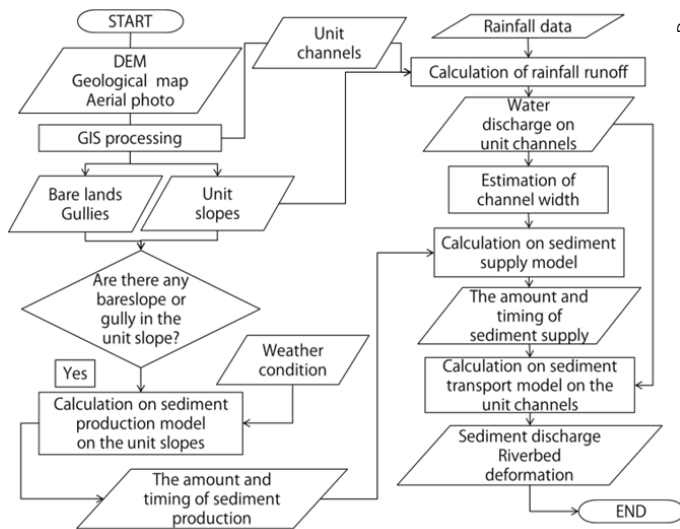 START
DEM
Geological map
Aerial photo
GIS processing
Unit
channels
Bare lands
Gullies
Unit
slopes
Are there any
bareslope or
gully in the
unit slope?
Yes
Weather
condition
Calculation on sediment
production model
on the unit slopes
The amount and
timing of sediment
production
Rainfall data
Calculation of rainfall runoff
Water
discharge on
unit channels
Estimation of
channel width
Calculation on sediment
supply model
The amount and
timing of
sediment supply
Calculation on sediment
transport model on the
unit channels
Sediment discharge
Riverbed
deformation
END